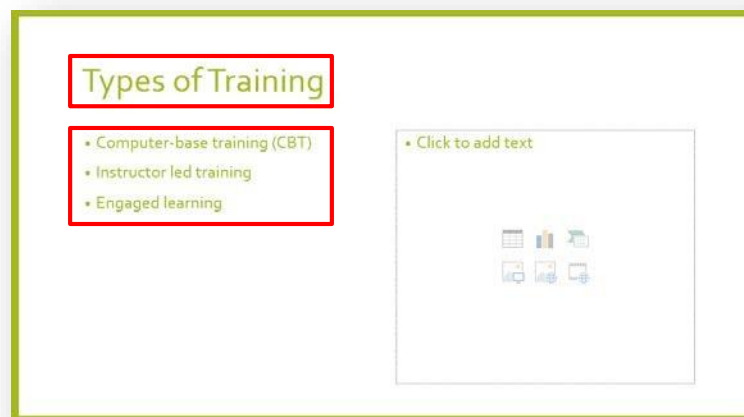 Types of Training
• Computer-base training (CBT)
• Instructor led training
• Engaged learning
• Click to add text